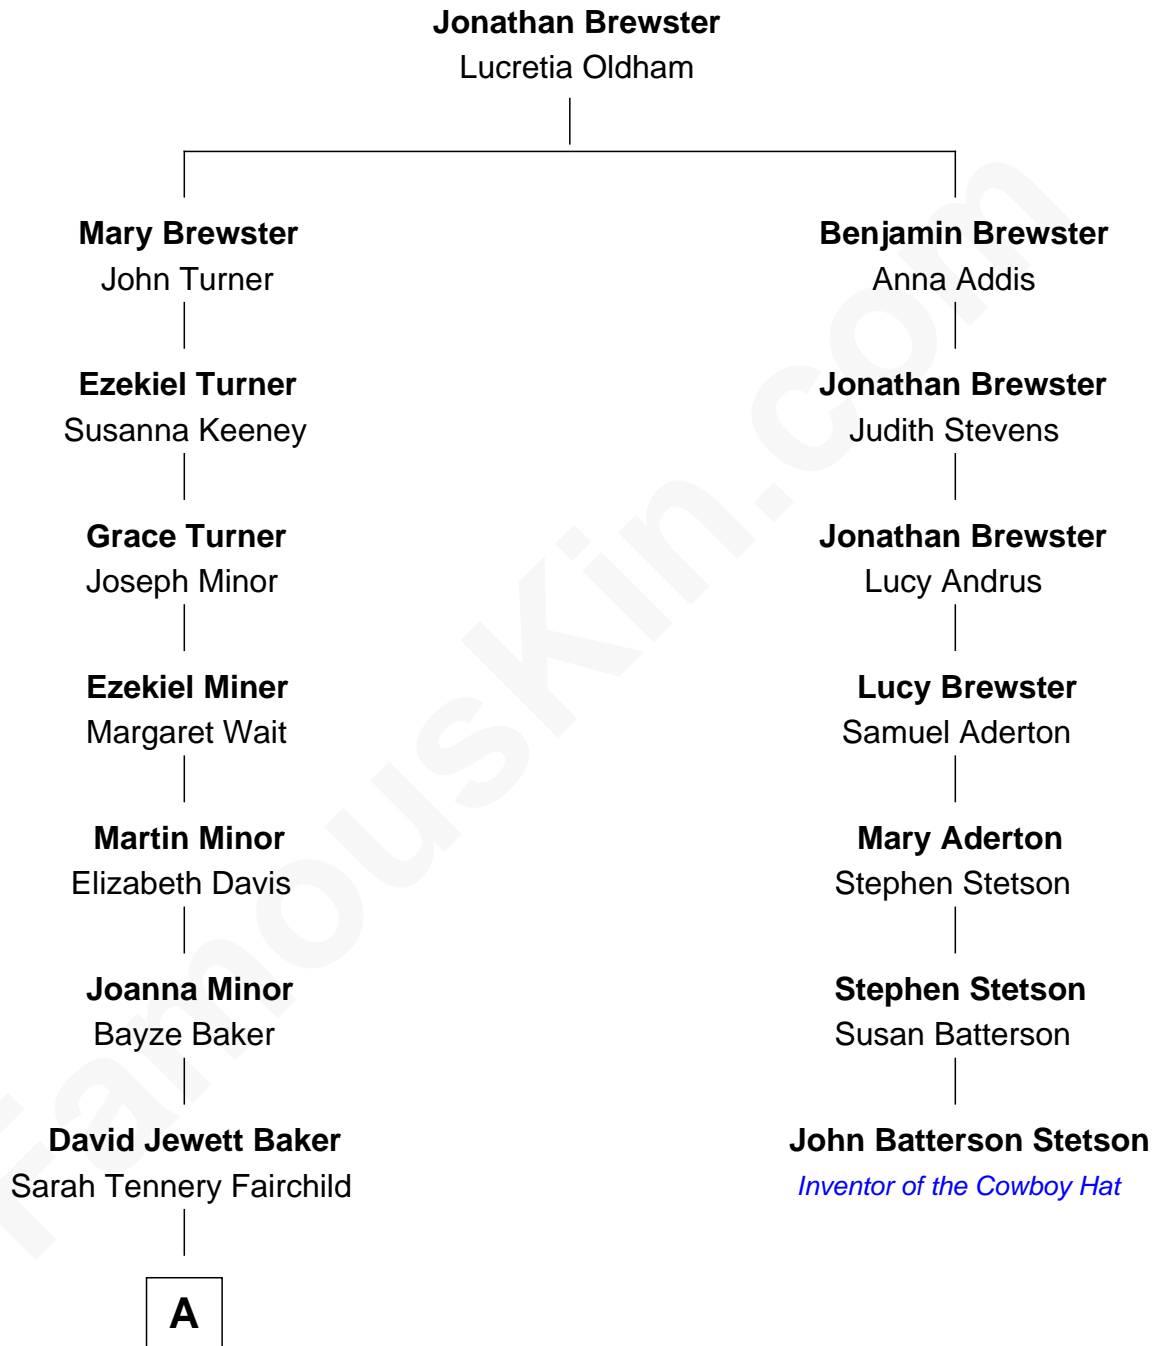 Jonathan Brewster
Lucretia Oldham
Mary Brewster
John Turner
Ezekiel Turner
Susanna Keeney
Grace Turner
Joseph Minor
Ezekiel Miner
Margaret Wait
Martin Minor
Elizabeth Davis
Joanna Minor
Bayze Baker
David Jewett Baker
Sarah Tennery Fairchild
A
Benjamin Brewster
Anna Addis
Jonathan Brewster
Judith Stevens
Jonathan Brewster
Lucy Andrus
Lucy Brewster
Samuel Aderton
Mary Aderton
Stephen Stetson
Stephen Stetson
Susan Batterson
John Batterson Stetson
Inventor of the Cowboy Hat
FamousKin.com